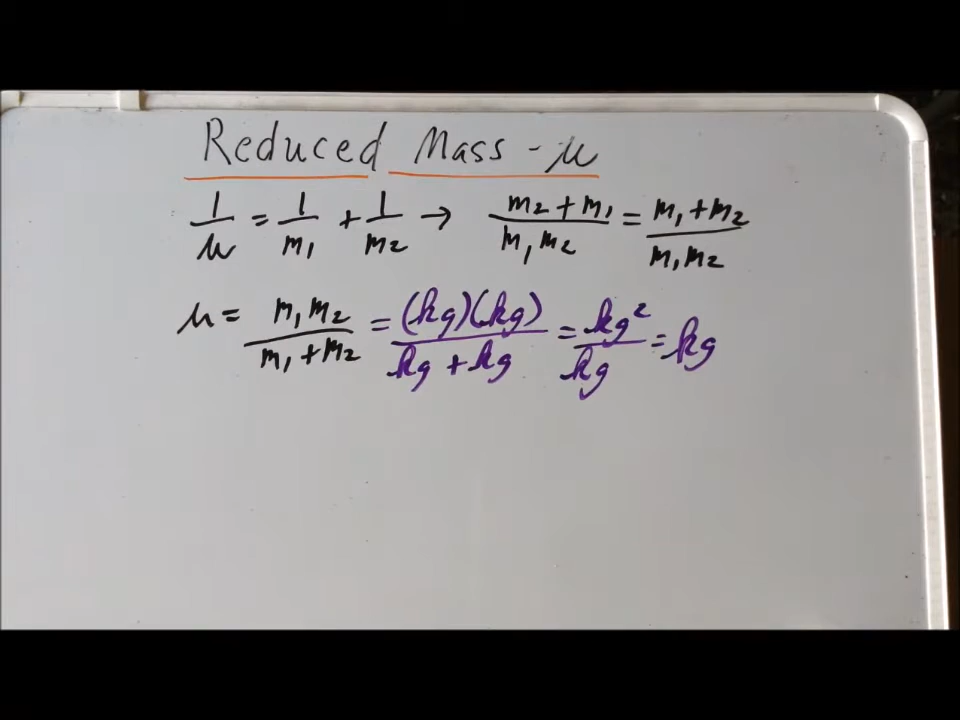 Reduced Mass - μ
1/μ = 1/m₁ + 1/m₂ → (m₂ + m₁)/(m₁m₂) = (m₁ + m₂)/(m₁m₂)
μ = (m₁m₂)/(m₁ + m₂) = ((kg)(kg))/(kg + kg) = kg²/kg = kg